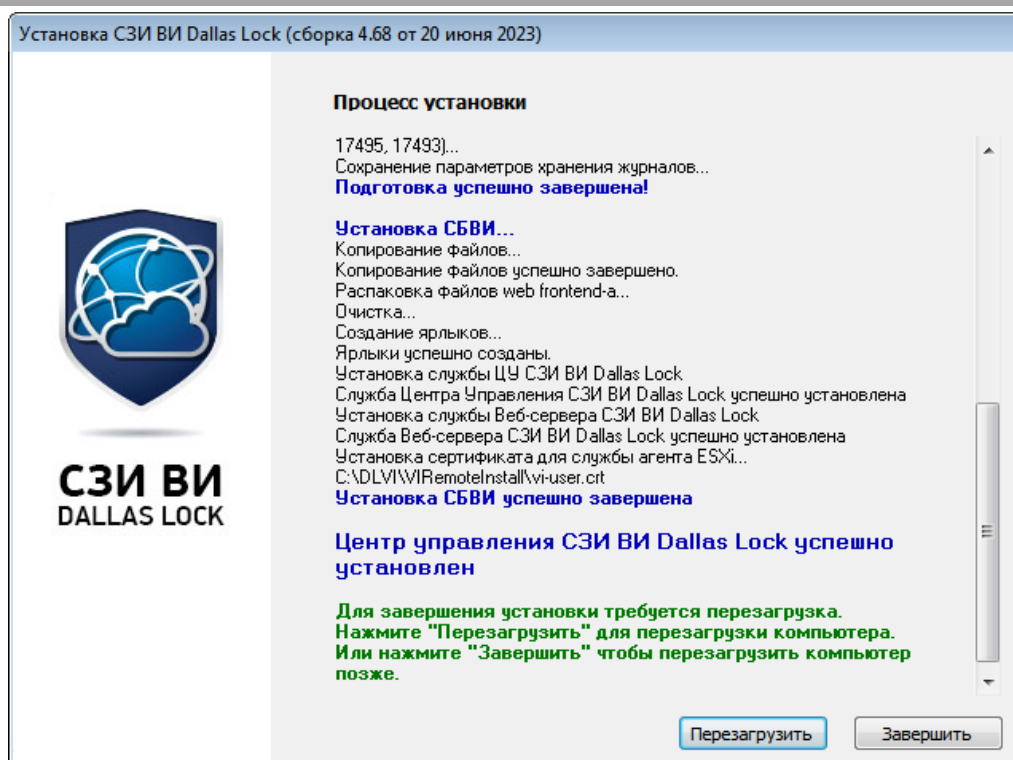 Установка СЗИ ВИ Dallas Lock (сборка 4.68 от 20 июня 2023)
Процесс установки
17495, 17493)...
Сохранение параметров хранения журналов...
Подготовка успешно завершена!
Установка СБВИ...
Копирование файлов...
Копирование файлов успешно завершено.
Распаковка файлов web frontend-а...
Очистка...
Создание ярлыков...
Ярлыки успешно созданы.
Установка службы ЦУ СЗИ ВИ Dallas Lock
Служба Центра Управления СЗИ ВИ Dallas Lock успешно установлена
Установка службы Веб-сервера СЗИ ВИ Dallas Lock
Служба Веб-сервера СЗИ ВИ Dallas Lock успешно установлена
Установка сертификата для службы агента ESXi...
C:\DLVI\VIRemoteInstall\vi-user.crt
Установка СБВИ успешно завершена
СЗИ ВИ
DALLAS LOCK
Центр управления СЗИ ВИ Dallas Lock успешно
установлен
Для завершения установки требуется перезагрузка.
Нажмите "Перезагрузить" для перезагрузки компьютера.
Или нажмите "Завершить" чтобы перезагрузить компьютер
позже.
Перезагрузить
Завершить